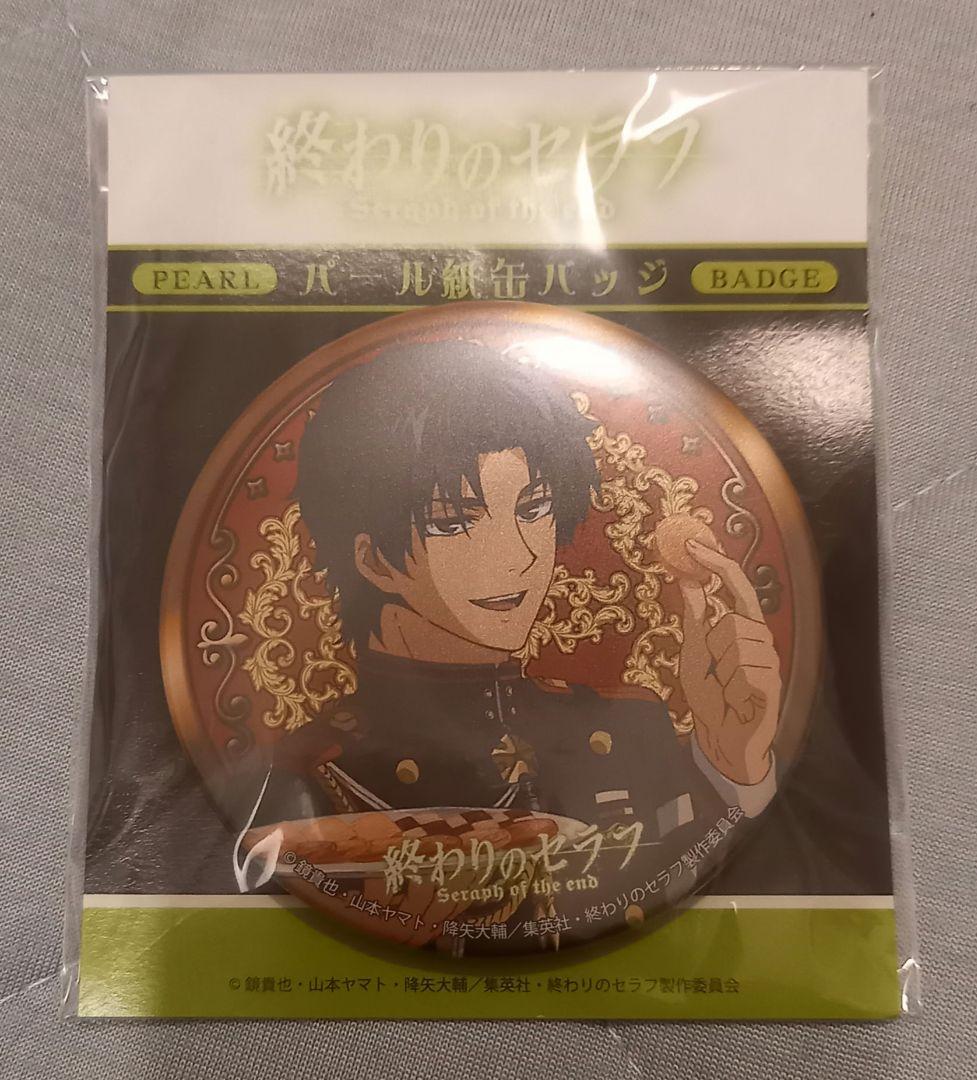 終わりのセラフ
Seraph of the end
PEARL パール紙缶バッジ BADGE
終わりのセラフ
Seraph of the end
©鏡貴也・山本ヤマト・降矢大輔／集英社・終わりのセラフ製作委員会
©鏡貴也・山本ヤマト・降矢大輔／集英社・終わりのセラフ製作委員会